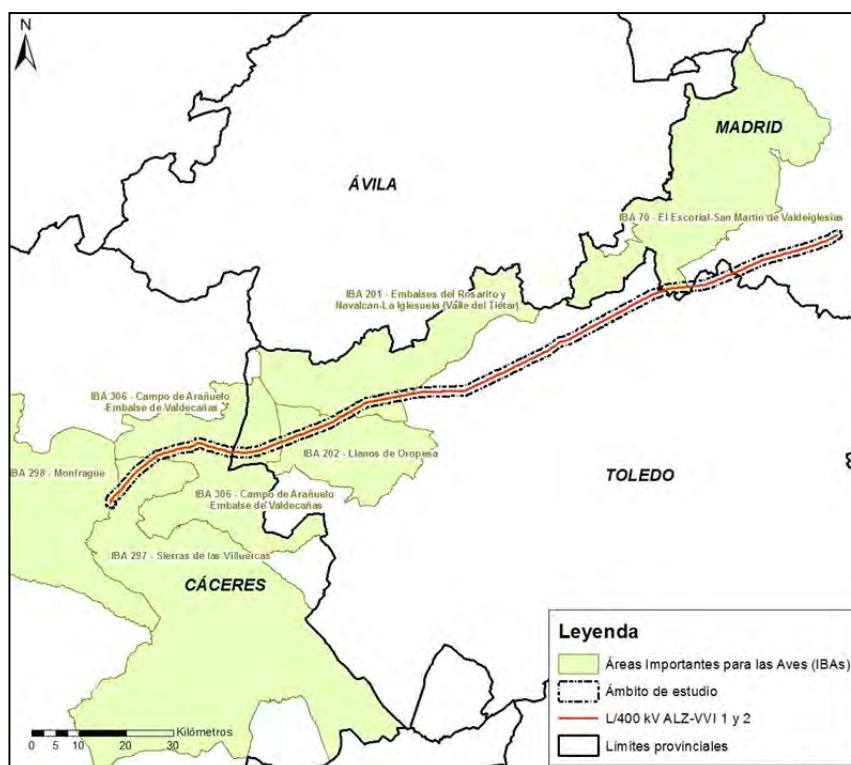 N
MADRID
ÁVILA
IBA 70 - El Escorial-San Martín de Valdeiglesias
IBA 201 - Embalses del Rosarito y
Navalcán-La Iglesuela (Valle del Tiétar)
IBA 306 - Campo de Arañuelo
-Embalse de Valdecañas
IBA 298 - Monfragüe
IBA 202 - Llanos de Oropesa
TOLEDO
IBA 306 - Campo de Arañuelo
-Embalse de Valdecañas
IBA 297 - Sierras de las Villuercas
CÁCERES
Leyenda
Áreas Importantes para las Aves (IBAs)
Ámbito de estudio
L/400 kV ALZ-VVI 1 y 2
Límites provinciales
Kilómetros
0 5 10 20 30